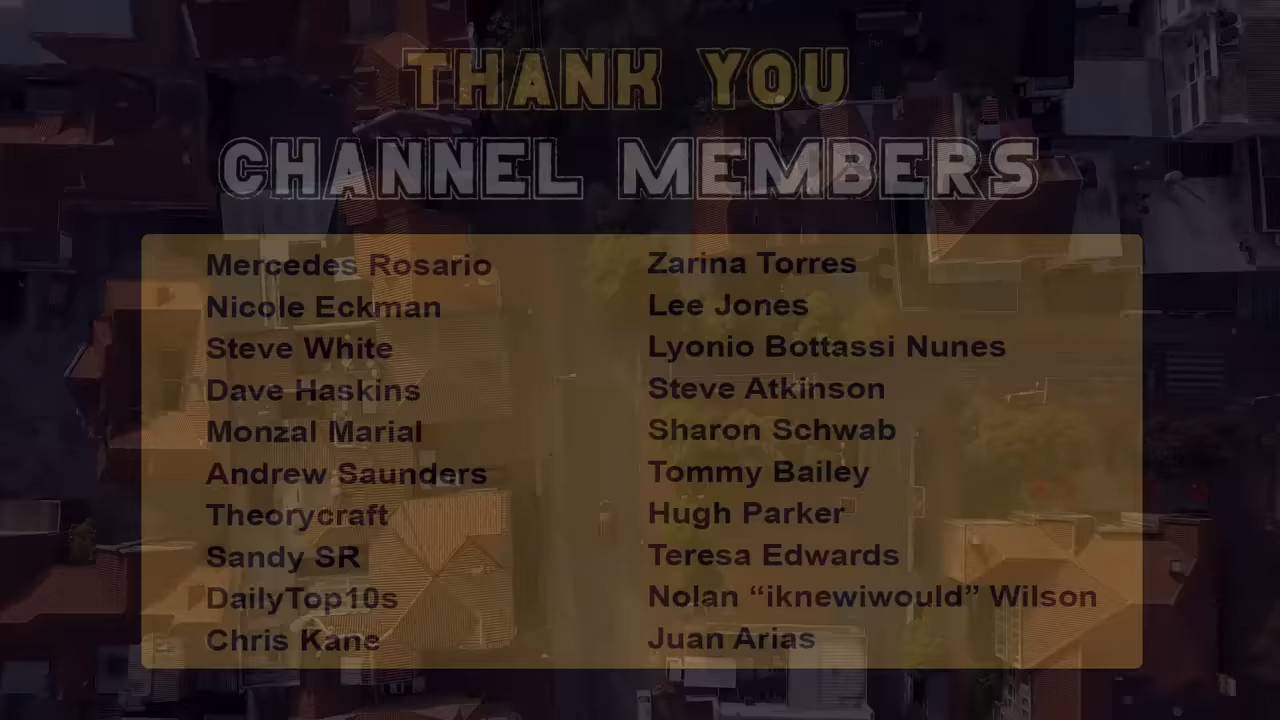 THANK YOU
CHANNEL MEMBERS
Mercedes Rosario
Nicole Eckman
Steve White
Dave Haskins
Monzal Marial
Andrew Saunders
Theorycraft
Sandy SR
DailyTop10s
Chris Kane
Zarina Torres
Lee Jones
Lyonio Bottassi Nunes
Steve Atkinson
Sharon Schwab
Tommy Bailey
Hugh Parker
Teresa Edwards
Nolan “iknewiwould” Wilson
Juan Arias